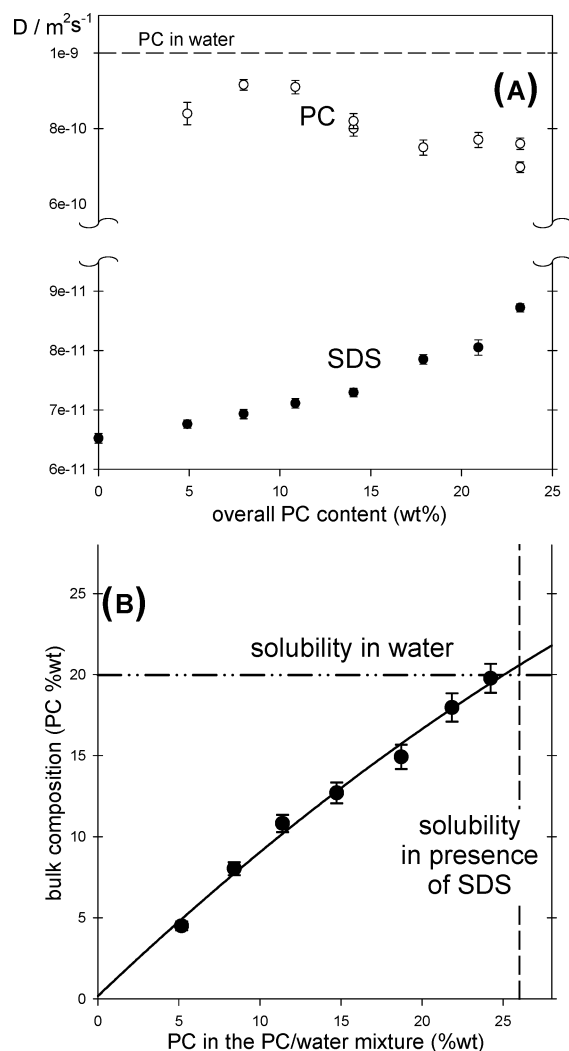 D / m²s⁻¹
PC in water
1e-9
(A)
PC
8e-10
6e-10
9e-11
8e-11
SDS
7e-11
6e-11
0 5 10 15 20 25
overall PC content (wt%)
(B)
25
solubility in water
20
15
10
5
0
bulk composition (PC %wt)
solubility
in presence
of SDS
0 5 10 15 20 25
PC in the PC/water mixture (%wt)